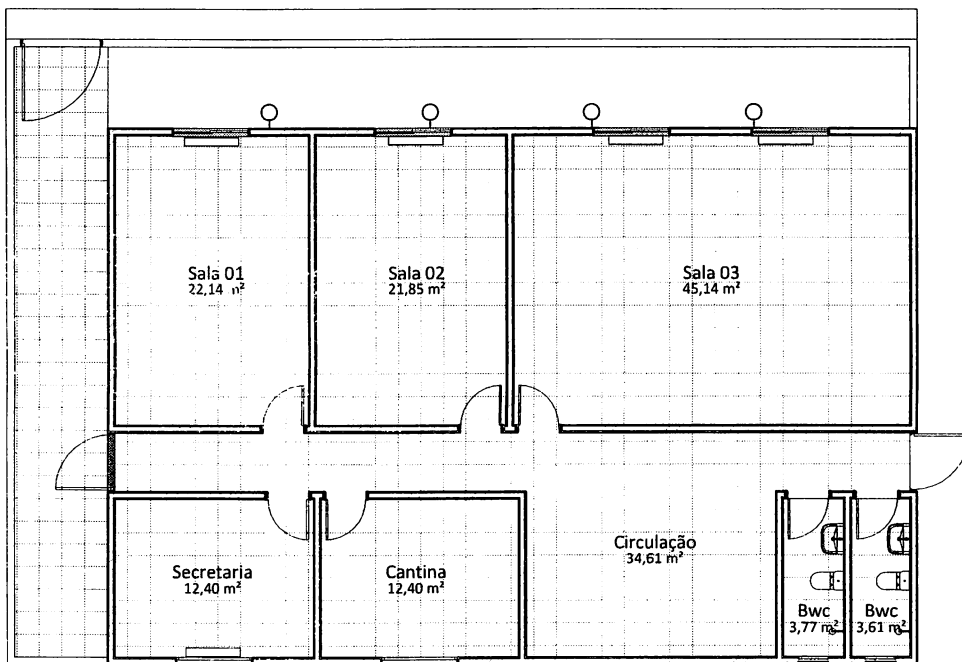 Sala 01
22,14 m²
Sala 02
21,85 m²
Sala 03
45,14 m²
Circulação
34,61 m²
Secretaria
12,40 m²
Cantina
12,40 m²
Bwc
3,77 m²
Bwc
3,61 m²